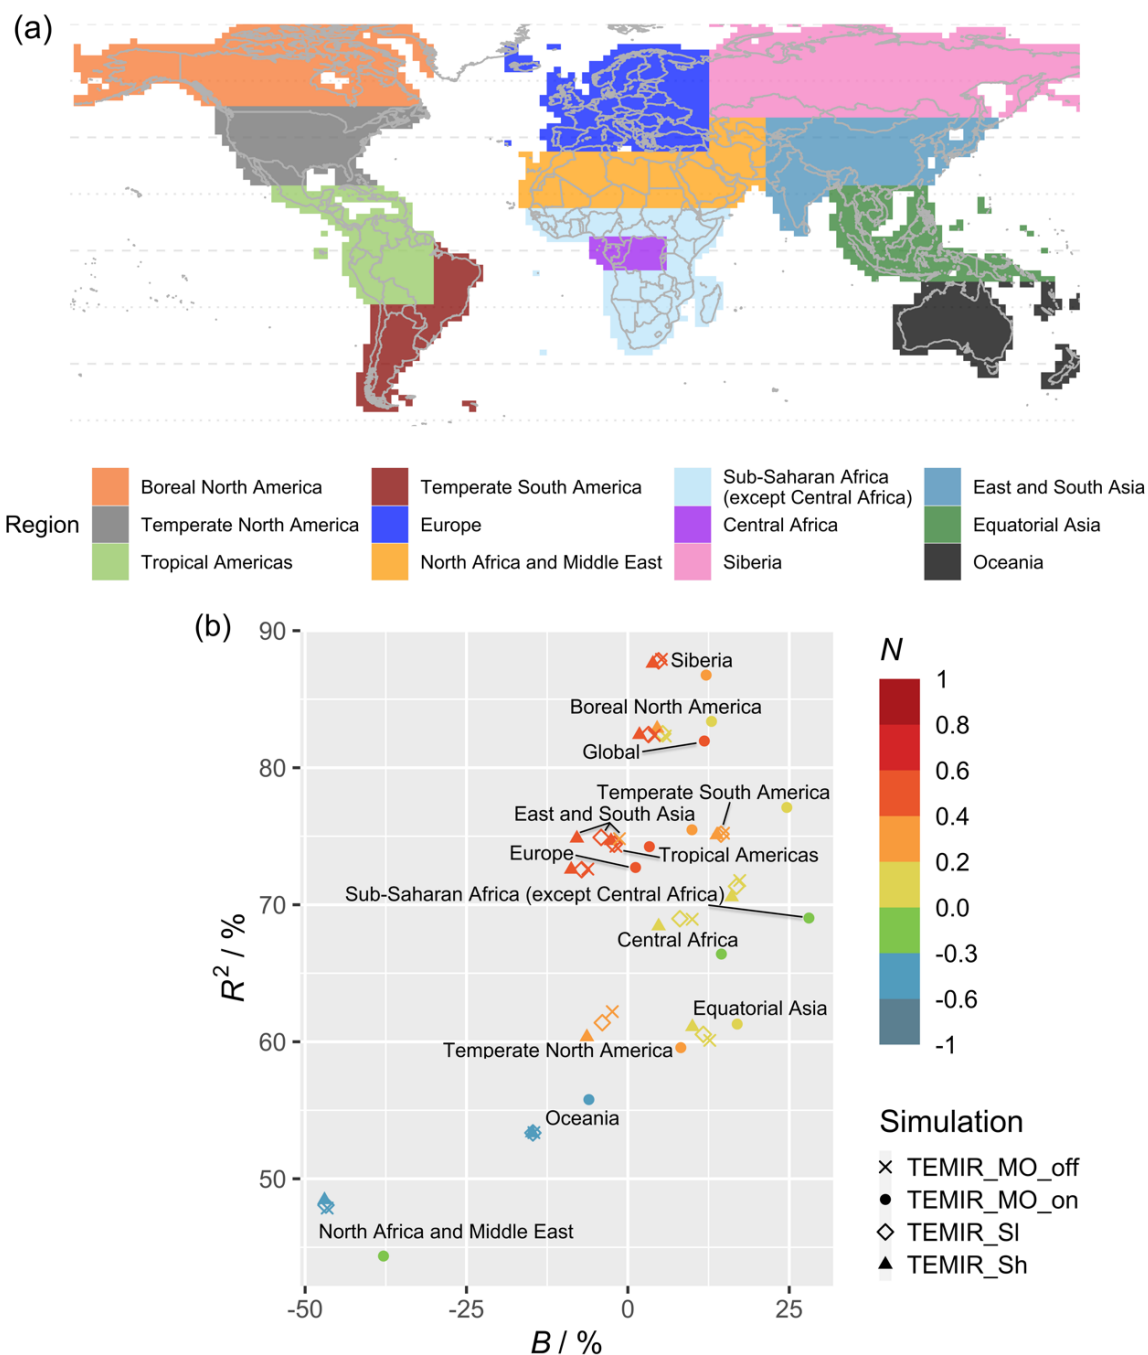 (a)
Region
Boreal North America
Temperate North America
Tropical Americas
Temperate South America
Europe
North Africa and Middle East
Sub-Saharan Africa
(except Central Africa)
Central Africa
Siberia
East and South Asia
Equatorial Asia
Oceania
(b)
90
80
70
60
50
R² / %
-50
-25
0
25
B / %
Siberia
Boreal North America
Global
Temperate South America
East and South Asia
Europe
Tropical Americas
Sub-Saharan Africa (except Central Africa)
Central Africa
Equatorial Asia
Temperate North America
Oceania
North Africa and Middle East
N
1
0.8
0.6
0.4
0.2
0.0
-0.3
-0.6
-1
Simulation
TEMIR_MO_off
TEMIR_MO_on
TEMIR_Sl
TEMIR_Sh